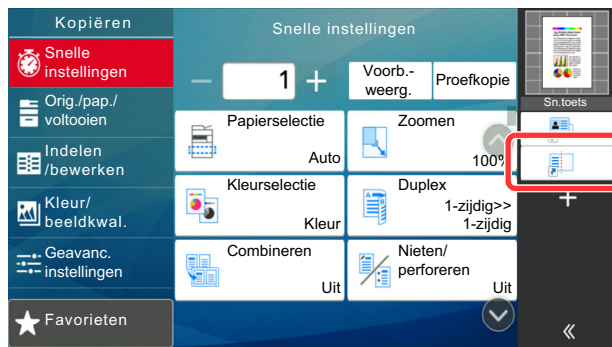 Kopiëren
Snelle
instellingen
Orig./pap./
voltooien
Indelen
/bewerken
Kleur/
beeldkwal.
Geavanc.
instellingen
Favorieten
Snelle instellingen
1
Voorb.-
weerg.
Proefkopie
Papierselectie
Auto
Zoomen
100%
Kleurselectie
Kleur
Duplex
1-zijdig>>
1-zijdig
Combineren
Uit
Nieten/
perforeren
Uit
Sn.toets